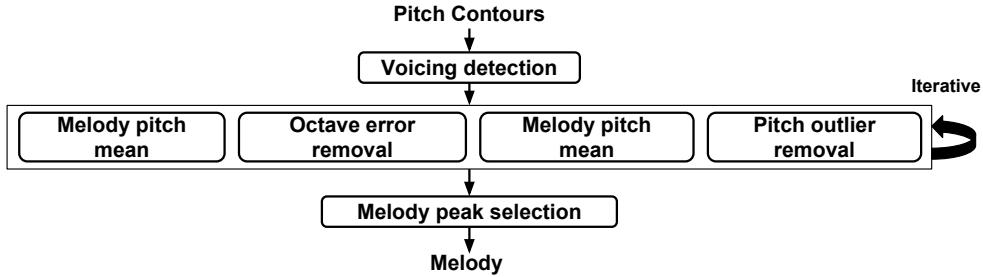 Pitch Contours
Voicing detection
Iterative
Melody pitch
mean
Octave error
removal
Melody pitch
mean
Pitch outlier
removal
Melody peak selection
Melody